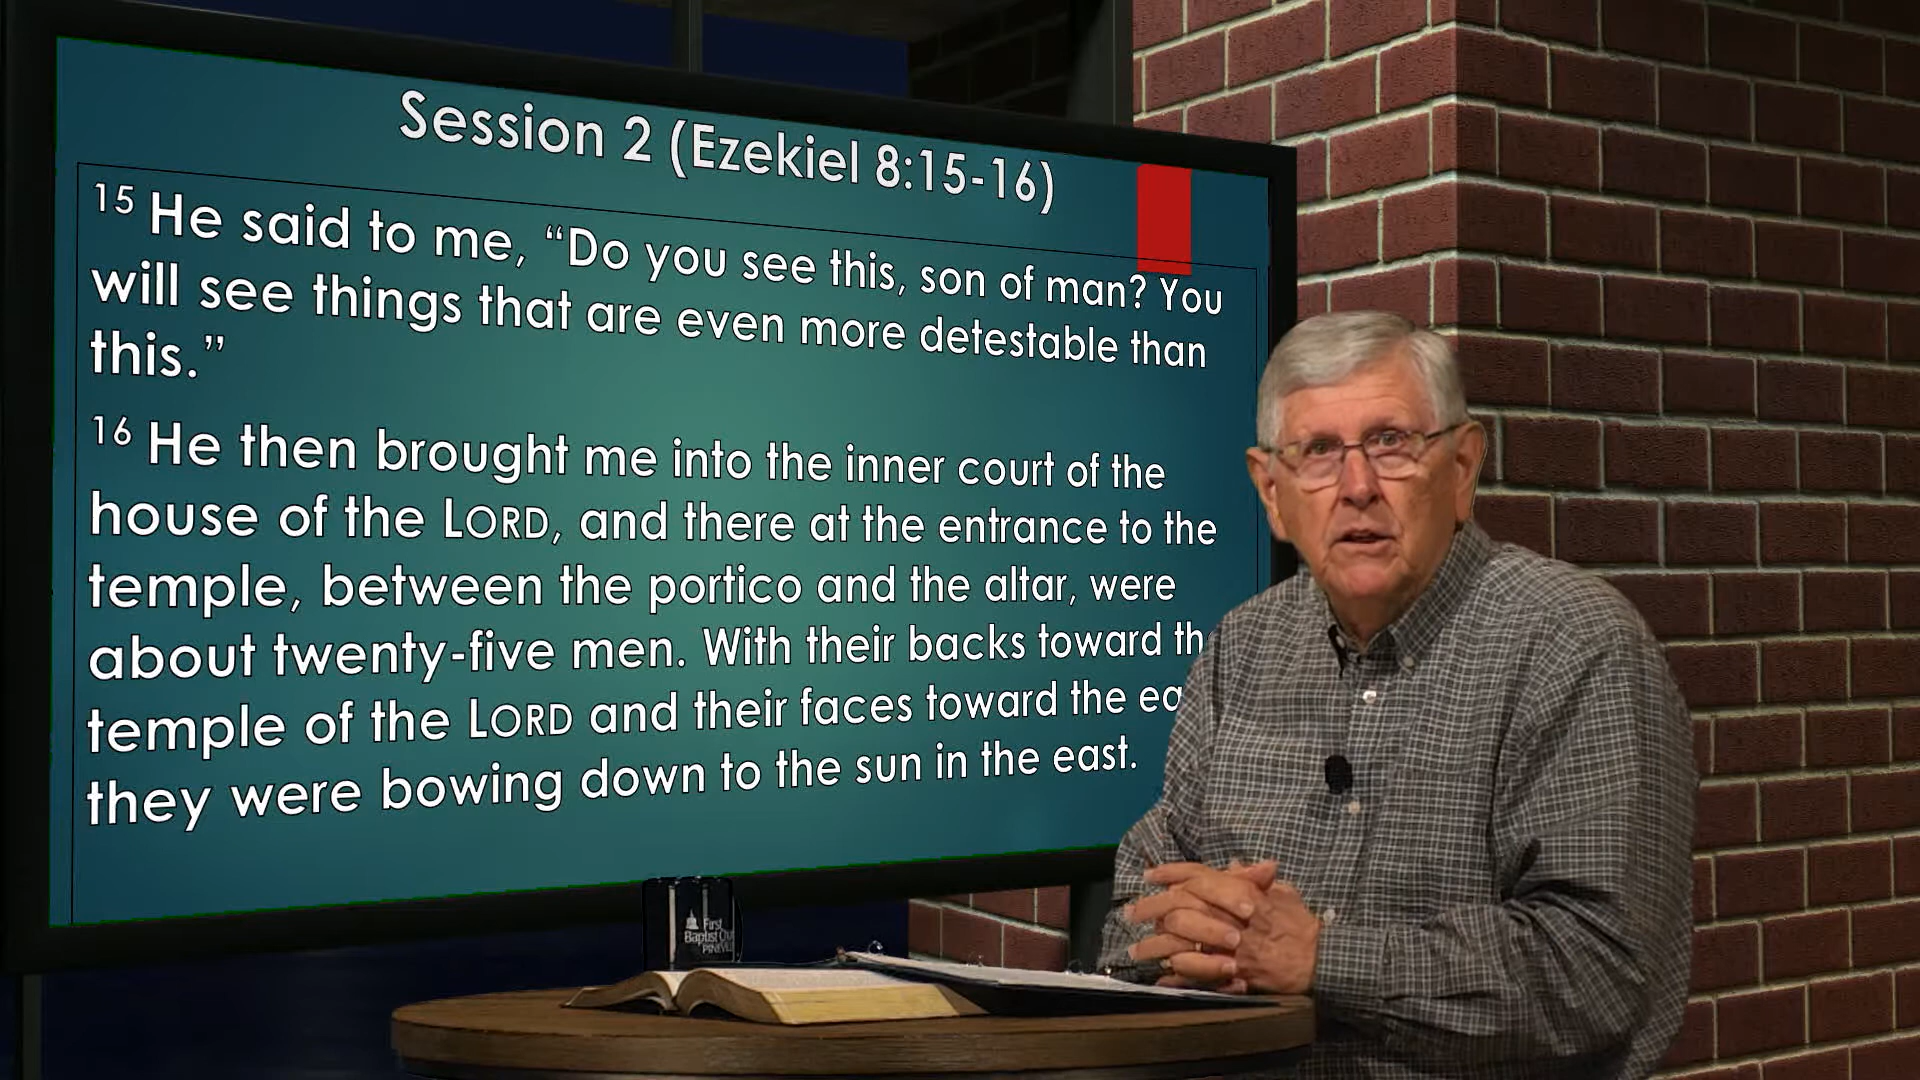 Session 2 (Ezekiel 8:15-16)
15 He said to me, “Do you see this, son of man? You
will see things that are even more detestable than
this.”
16 He then brought me into the inner court of the
house of the LORD, and there at the entrance to the
temple, between the portico and the altar, were
about twenty-five men. With their backs toward
temple of the LORD and their faces toward the
they were bowing down to the sun in the east.
First
Baptist